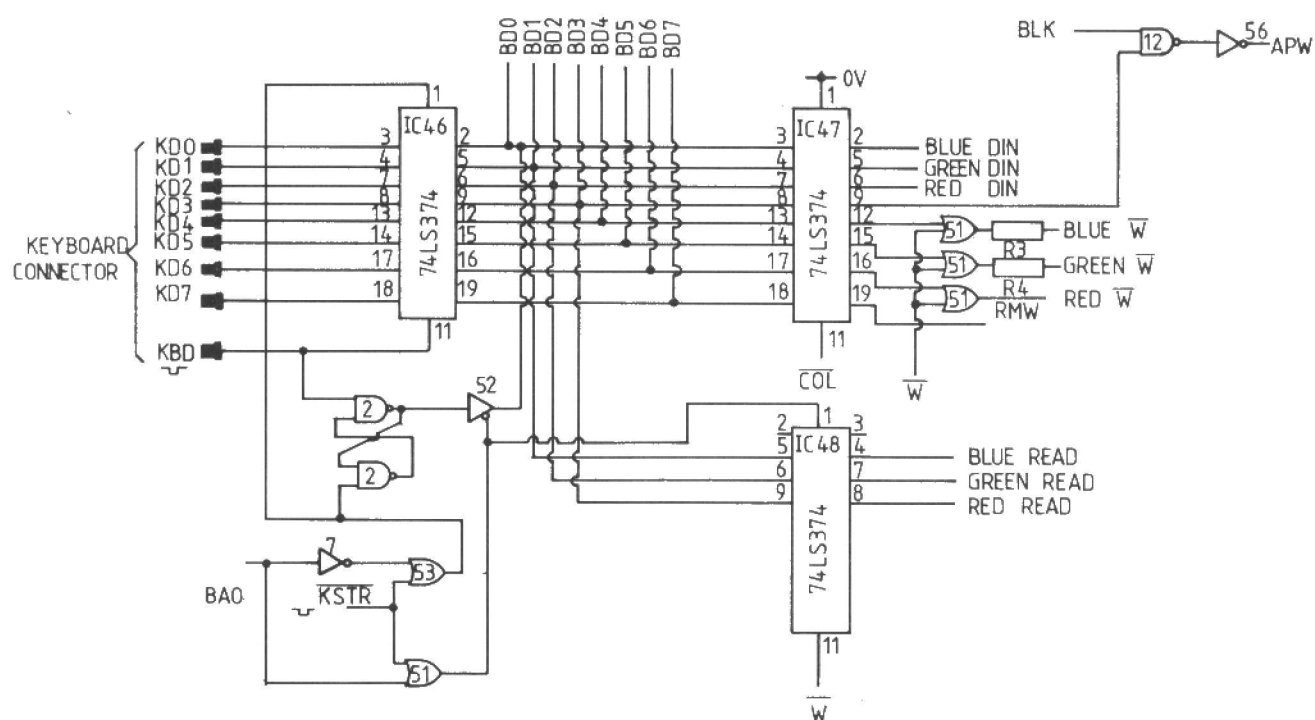 BD0
BD1
BD2
BD3
BD4
BD5
BD6
BD7
BLK
12
56
APW
0V
1
1
IC46
74LS374
IC47
74LS374
KEYBOARD
CONNECTOR
KD0
3
2
3
2
BLUE DIN
KD1
4
5
4
5
GREEN DIN
KD2
7
6
7
6
RED DIN
KD3
8
9
8
9
KD4
13
12
13
12
51
R3
BLUE W
KD5
14
15
14
15
51
R4
GREEN W
KD6
17
16
17
16
51
RED W
KD7
18
19
18
19
RMW
KBD
11
11
COL
W
2
52
2
1
2
3
IC48
74LS374
5
4
BLUE READ
6
7
GREEN READ
9
8
RED READ
7
53
BA0
KSTR
51
11
W